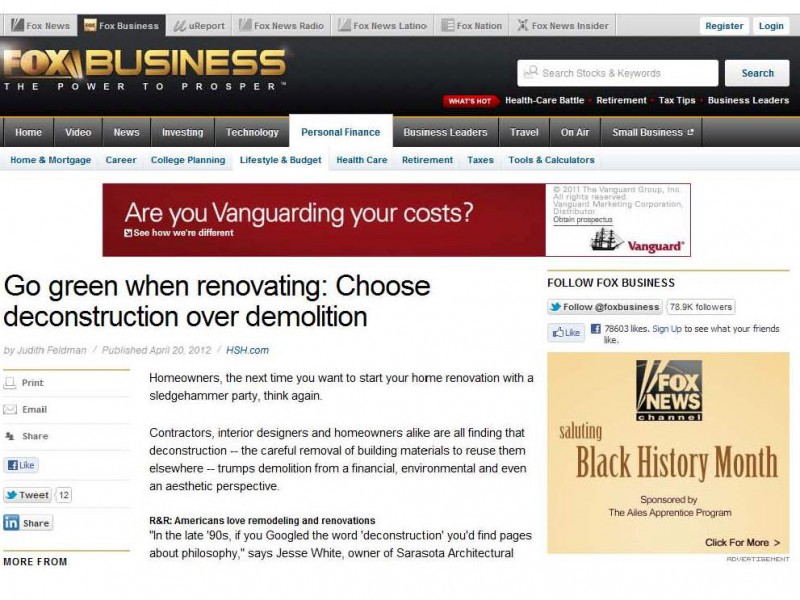 Fox News
Fox Business
uReport
Fox News Radio
Fox News Latino
Fox Nation
Fox News Insider
Register
Login
FOX BUSINESS
THE POWER TO PROSPER™
Search Stocks & Keywords
Search
WHAT'S HOT
Health-Care Battle
Retirement
Tax Tips
Business Leaders
Home
Video
News
Investing
Technology
Personal Finance
Business Leaders
Travel
On Air
Small Business
Home & Mortgage
Career
College Planning
Lifestyle & Budget
Health Care
Retirement
Taxes
Tools & Calculators
Are you Vanguarding your costs?
See how we're different
© 2011 The Vanguard Group, Inc.
All rights reserved.
Vanguard Marketing Corporation,
Distributor.
Obtain prospectus
Vanguard®
Go green when renovating: Choose
deconstruction over demolition
by Judith Feldman / Published April 20, 2012 / HSH.com
Print
Email
Share
Like
Tweet 12
Share
MORE FROM
Homeowners, the next time you want to start your home renovation with a
sledgehammer party, think again.
Contractors, interior designers and homeowners alike are all finding that
deconstruction -- the careful removal of building materials to reuse them
elsewhere -- trumps demolition from a financial, environmental and even
an aesthetic perspective.
R&R: Americans love remodeling and renovations
"In the late '90s, if you Googled the word 'deconstruction' you'd find pages
about philosophy," says Jesse White, owner of Sarasota Architectural
FOLLOW FOX BUSINESS
Follow @foxbusiness
78.9K followers
Like
78603 likes. Sign Up to see what your friends
like.
FOX
NEWS
channel
saluting
Black History Month
Sponsored by
The Ailes Apprentice Program
Click For More >
ADVERTISEMENT